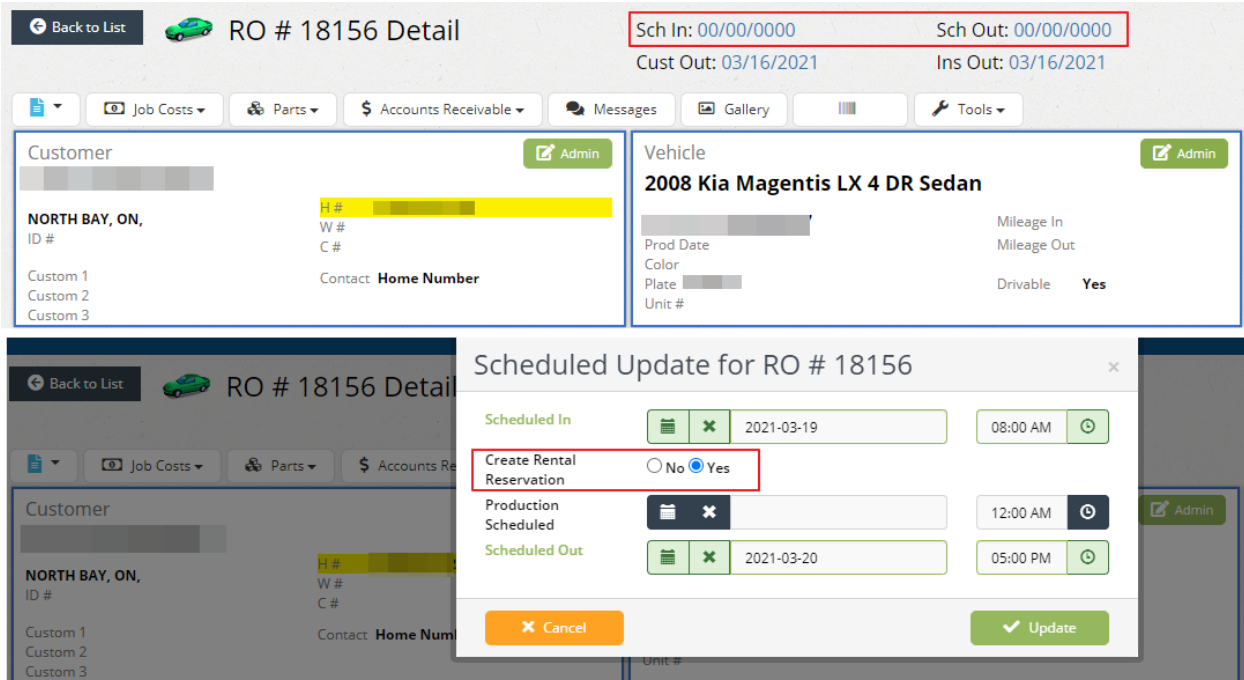 Back to List
RO # 18156 Detail
Sch In: 00/00/0000
Sch Out: 00/00/0000
Cust Out: 03/16/2021
Ins Out: 03/16/2021
Job Costs
Parts
$ Accounts Receivable
Messages
Gallery
Tools
Customer
Admin
H #
NORTH BAY, ON,
W #
ID #
C #
Custom 1
Contact Home Number
Custom 2
Custom 3
Vehicle
Admin
2008 Kia Magentis LX 4 DR Sedan
Mileage In
Prod Date
Mileage Out
Color
Plate
Drivable Yes
Unit #
Back to List
RO # 18156 Detail
Job Costs
Parts
$ Accounts Re
Customer
H #
NORTH BAY, ON,
W #
ID #
C #
Custom 1
Contact Home Numl
Custom 2
Custom 3
Scheduled Update for RO # 18156
×
Scheduled In
2021-03-19
08:00 AM
Create Rental
Reservation
No Yes
Production
Scheduled
12:00 AM
Scheduled Out
2021-03-20
05:00 PM
Cancel
Update
Admin
Unit #